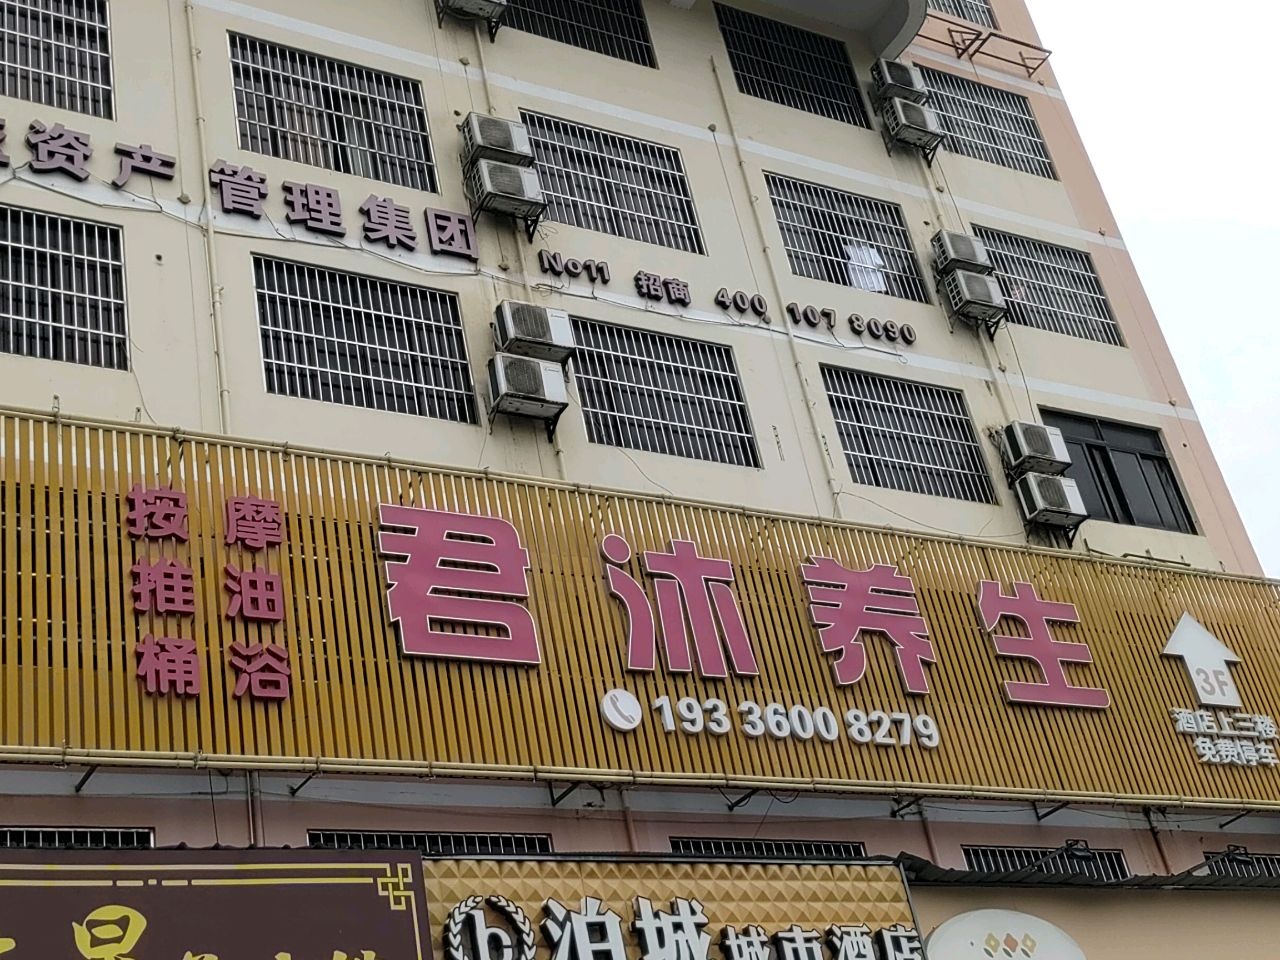 资产管理集团
No11 招商 400 107 8090
按摩
推油
桶浴
君沐养生
193 3600 8279
3F
酒店上三楼
免费停车
泊城 城市酒店